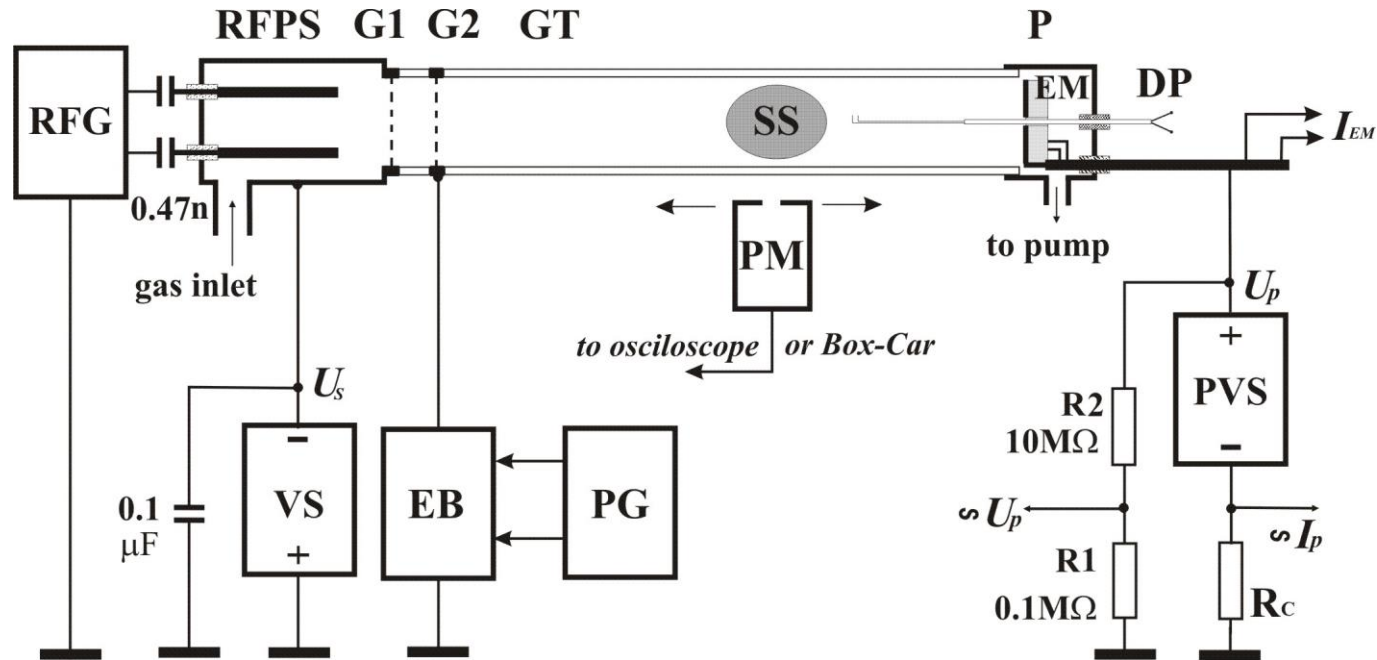 RFPS G1 G2 GT P
RFG
EM
DP
SS
I_EM
0.47n
gas inlet
PM
to pump
to osciloscope or Box-Car
U_p
U_s
+
PVS
-
R2
10MΩ
-
VS
+
EB
PG
0.1
μF
∽ U_p
∽ I_p
R1
0.1MΩ
R_C